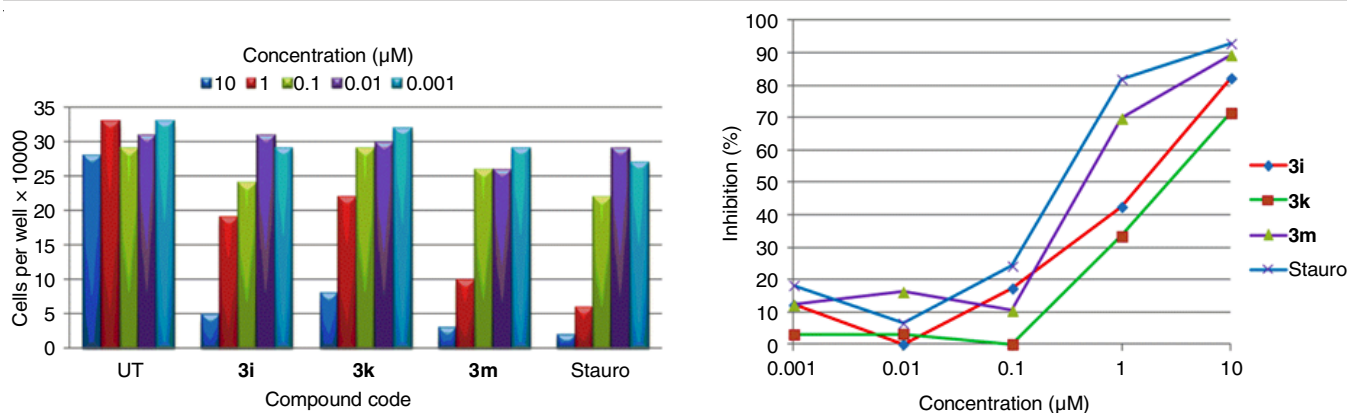 Concentration (µM)
10 1 0.1 0.01 0.001
Cells per well × 10000
35
30
25
20
15
10
5
0
UT 3i 3k 3m Stauro
Compound code
Inhibition (%)
100
90
80
70
60
50
40
30
20
10
0
0.001 0.01 0.1 1 10
Concentration (µM)
3i
3k
3m
Stauro